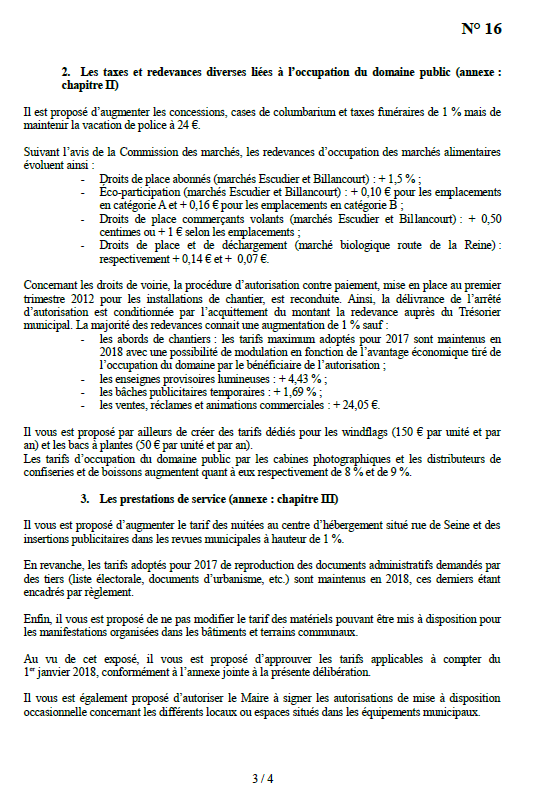 N° 16
2. Les taxes et redevances diverses liées à l’occupation du domaine public (annexe :
chapitre II)
Il est proposé d’augmenter les concessions, cases de columbarium et taxes funéraires de 1 % mais de
maintenir la vacation de police à 24 €.
Suivant l’avis de la Commission des marchés, les redevances d’occupation des marchés alimentaires
évoluent ainsi :
- Droits de place abonnés (marchés Escudier et Billancourt) : + 1,5 % ;
- Éco-participation (marchés Escudier et Billancourt) : + 0,10 € pour les emplacements
en catégorie A et + 0,16 € pour les emplacements en catégorie B ;
- Droits de place commerçants volants (marchés Escudier et Billancourt) : + 0,50
centimes ou + 1 € selon les emplacements ;
- Droits de place et de déchargement (marché biologique route de la Reine) :
respectivement + 0,14 € et + 0,07 €.
Concernant les droits de voirie, la procédure d’autorisation contre paiement, mise en place au premier
trimestre 2012 pour les installations de chantier, est reconduite. Ainsi, la délivrance de l’arrêté
d’autorisation est conditionnée par l’acquittement du montant la redevance auprès du Trésorier
municipal. La majorité des redevances connait une augmentation de 1 % sauf :
- les abords de chantiers : les tarifs maximum adoptés pour 2017 sont maintenus en
2018 avec une possibilité de modulation en fonction de l’avantage économique tiré de
l’occupation du domaine par le bénéficiaire de l’autorisation ;
- les enseignes provisoires lumineuses : + 4,43 % ;
- les bâches publicitaires temporaires : + 1,69 % ;
- les ventes, réclames et animations commerciales : + 24,05 €.
Il vous est proposé par ailleurs de créer des tarifs dédiés pour les windflags (150 € par unité et par
an) et les bacs à plantes (50 € par unité et par an).
Les tarifs d’occupation du domaine public par les cabines photographiques et les distributeurs de
confiseries et de boissons augmentent quant à eux respectivement de 8 % et de 9 %.
3. Les prestations de service (annexe : chapitre III)
Il vous est proposé d’augmenter le tarif des nuitées au centre d’hébergement situé rue de Seine et des
insertions publicitaires dans les revues municipales à hauteur de 1 %.
En revanche, les tarifs adoptés pour 2017 de reproduction des documents administratifs demandés par
des tiers (liste électorale, documents d’urbanisme, etc.) sont maintenus en 2018, ces derniers étant
encadrés par règlement.
Enfin, il vous est proposé de ne pas modifier le tarif des matériels pouvant être mis à disposition pour
les manifestations organisées dans les bâtiments et terrains communaux.
Au vu de cet exposé, il vous est proposé d’approuver les tarifs applicables à compter du
1er janvier 2018, conformément à l’annexe jointe à la présente délibération.
Il vous est également proposé d’autoriser le Maire à signer les autorisations de mise à disposition
occasionnelle concernant les différents locaux ou espaces situés dans les équipements municipaux.
3 / 4